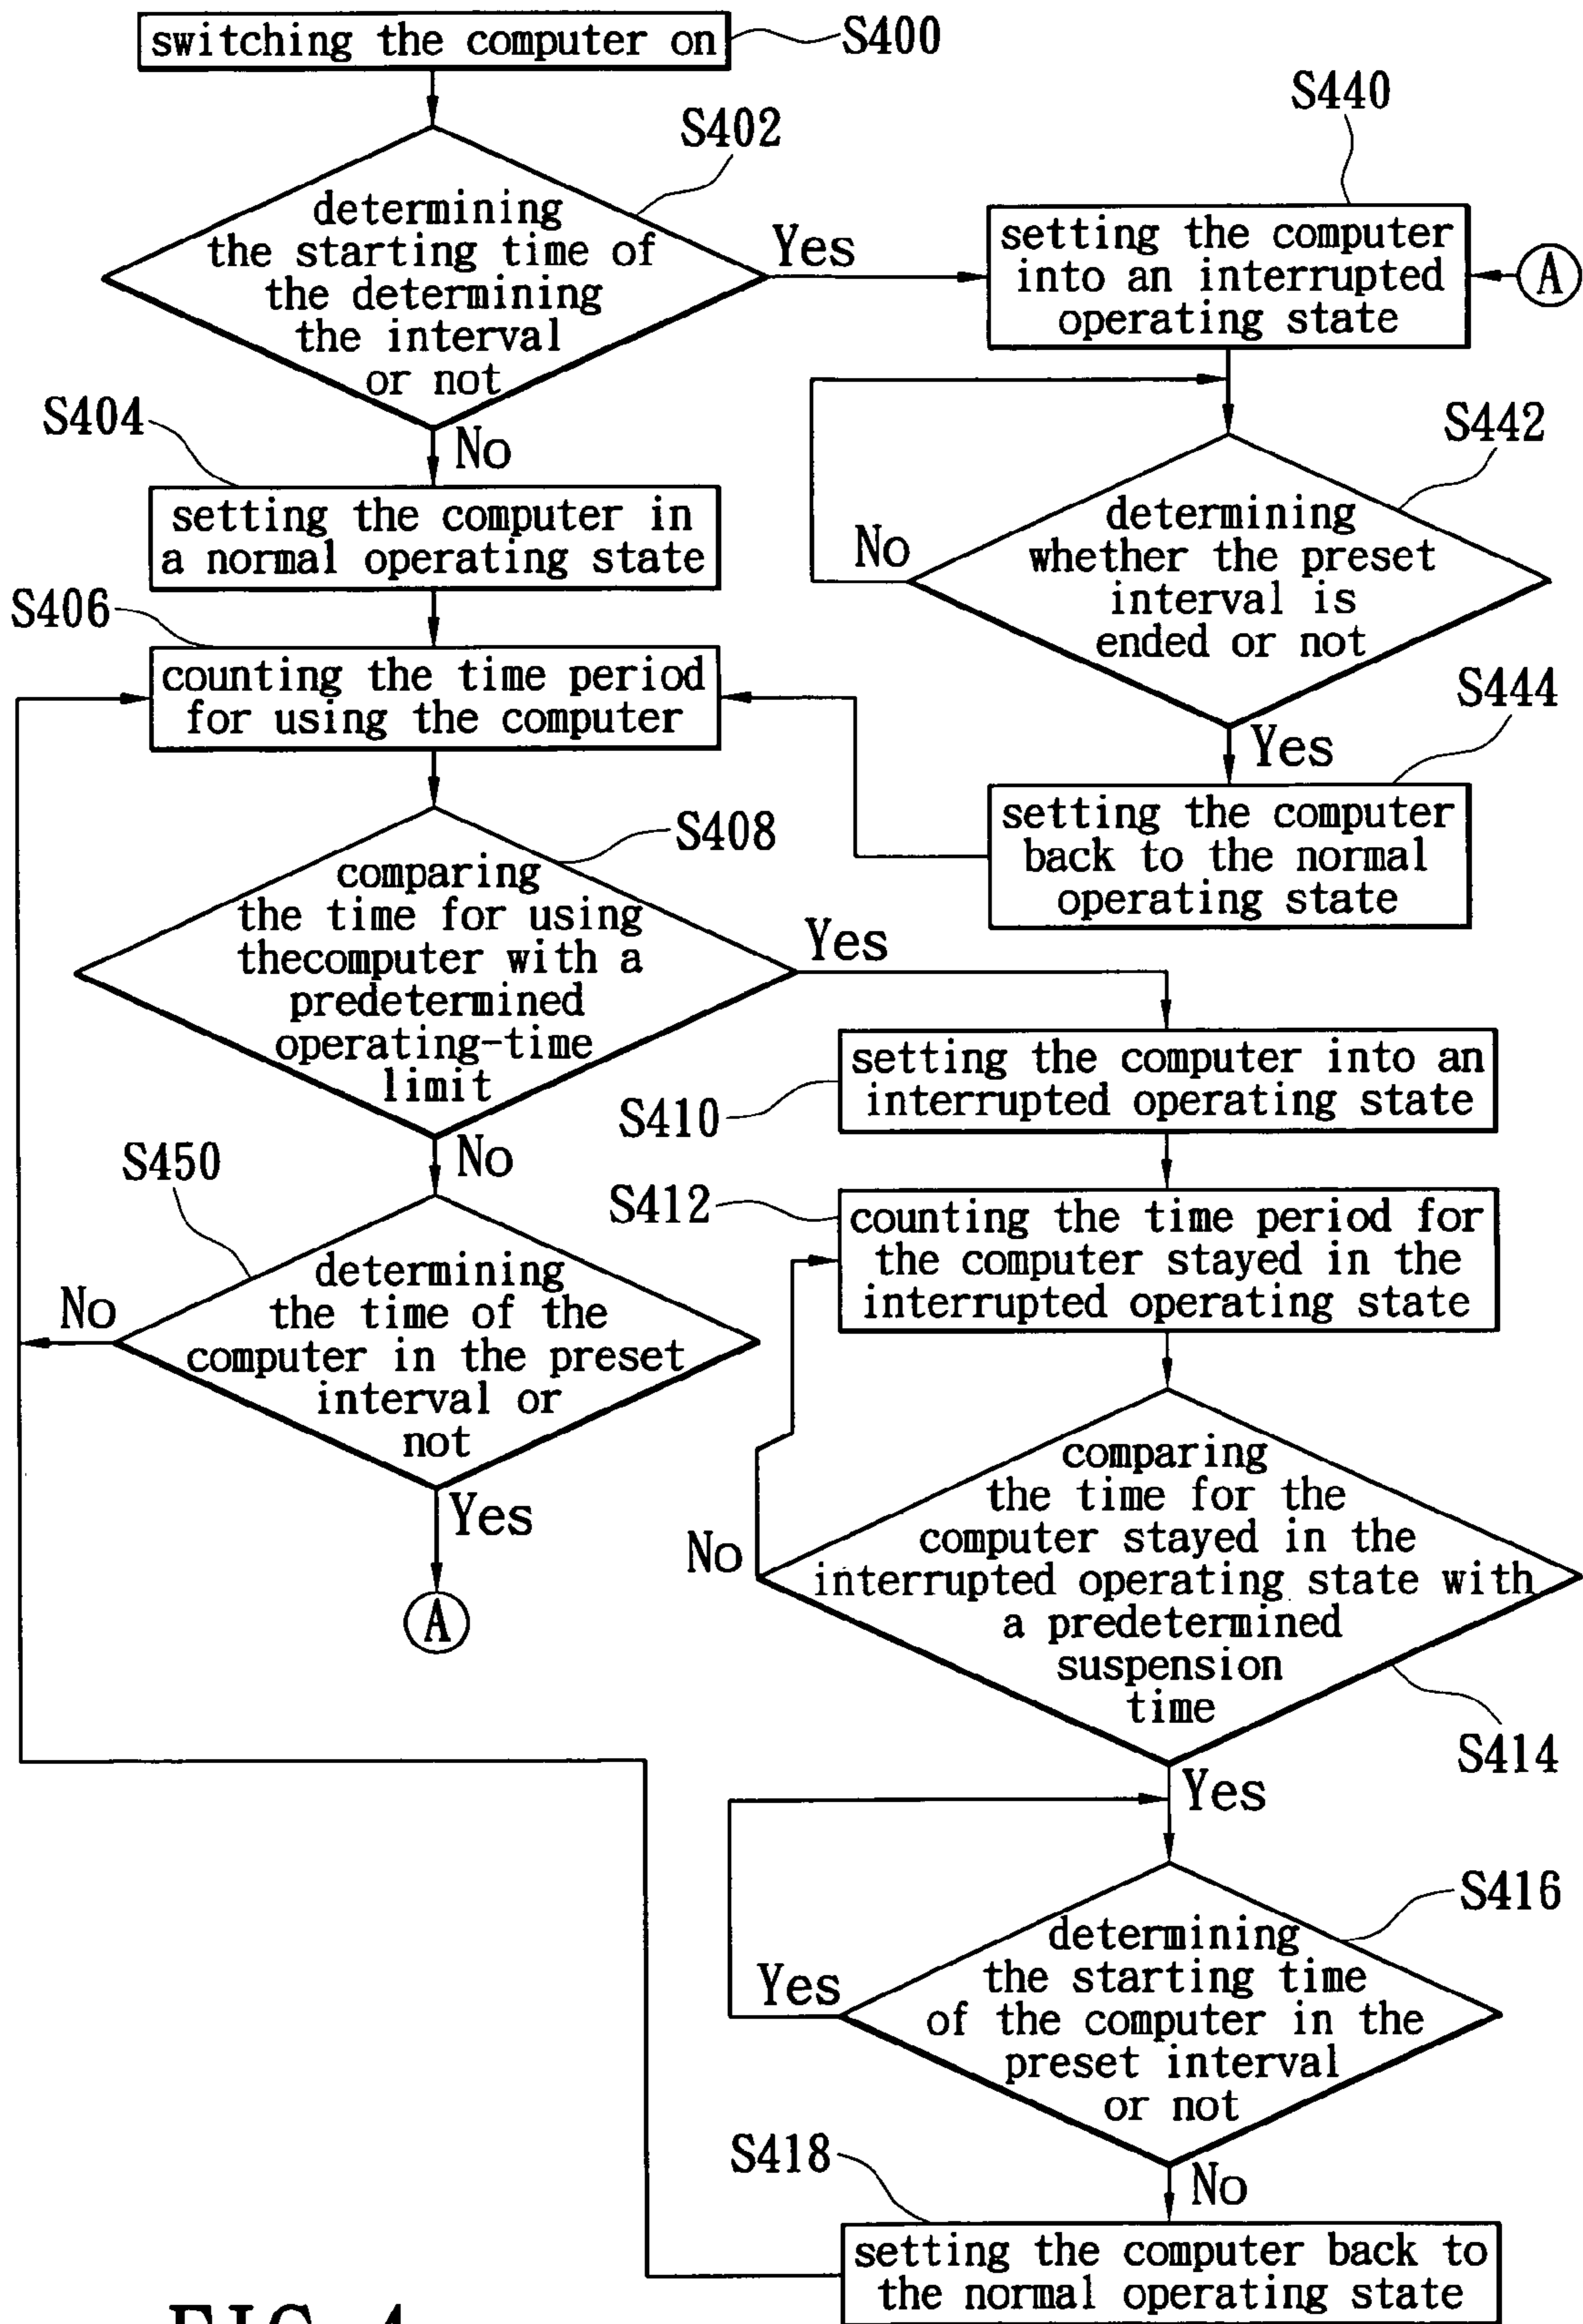 switching the computer on
S400
S402
determining
the starting time of
the determining
the interval
or not
Yes
No
S440
setting the computer
into an interrupted
operating state
A
S404
setting the computer in
a normal operating state
S442
determining
whether the preset
interval is
ended or not
No
Yes
S406
counting the time period
for using the computer
S444
setting the computer
back to the normal
operating state
S408
comparing
the time for using
thecomputer with a
predetermined
operating-time
limit
Yes
No
S410
setting the computer into an
interrupted operating state
S450
determining
the time of the
computer in the preset
interval or
not
No
Yes
A
S412
counting the time period for
the computer stayed in the
interrupted operating state
comparing
the time for the
computer stayed in the
interrupted operating state with
a predetermined
suspension
time
No
S414
Yes
S416
determining
the starting time
of the computer in the
preset interval
or not
Yes
No
S418
setting the computer back to
the normal operating state